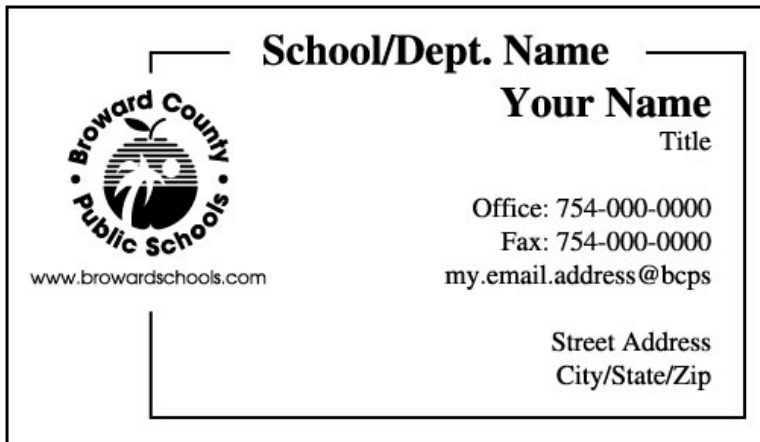 School/Dept. Name
Your Name
Title
Broward County
• Public Schools •
www.browardschools.com
Office: 754-000-0000
Fax: 754-000-0000
my.email.address@bcps
Street Address
City/State/Zip